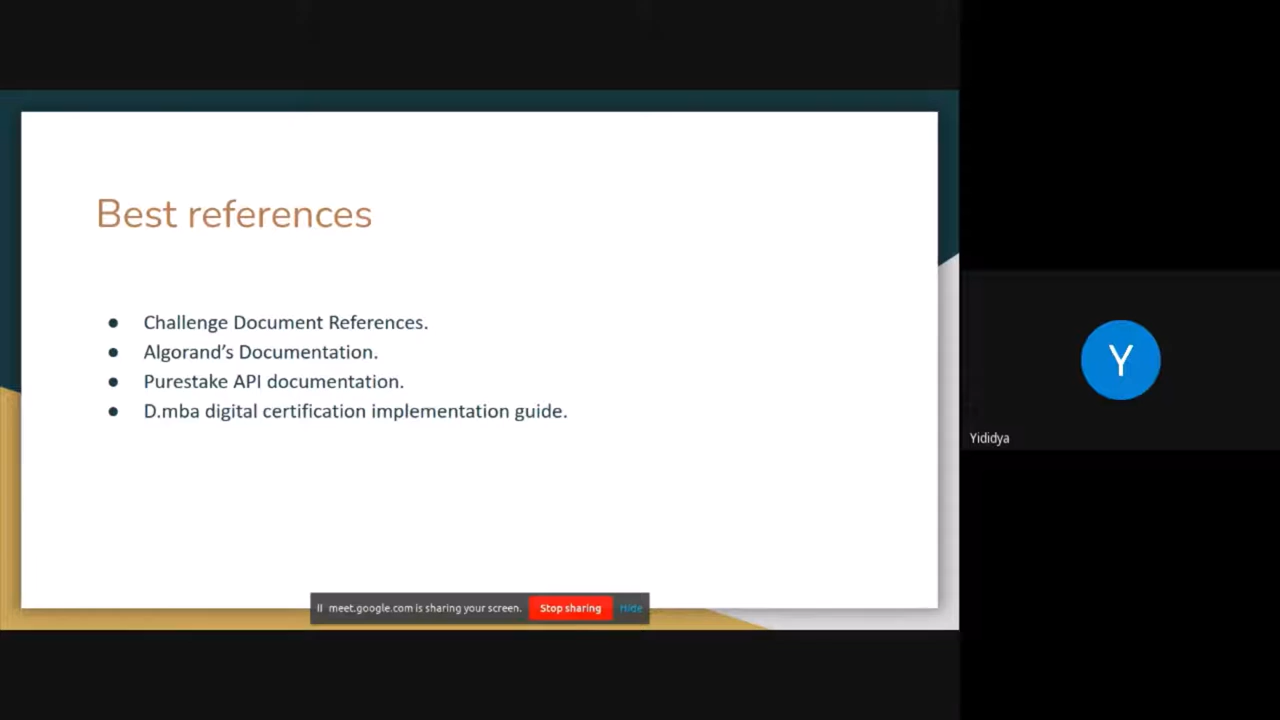 Best references
● Challenge Document References.
● Algorand's Documentation.
● Purestake API documentation.
● D.mba digital certification implementation guide.
Y
Yididya
II meet.google.com is sharing your screen. Stop sharing Hide